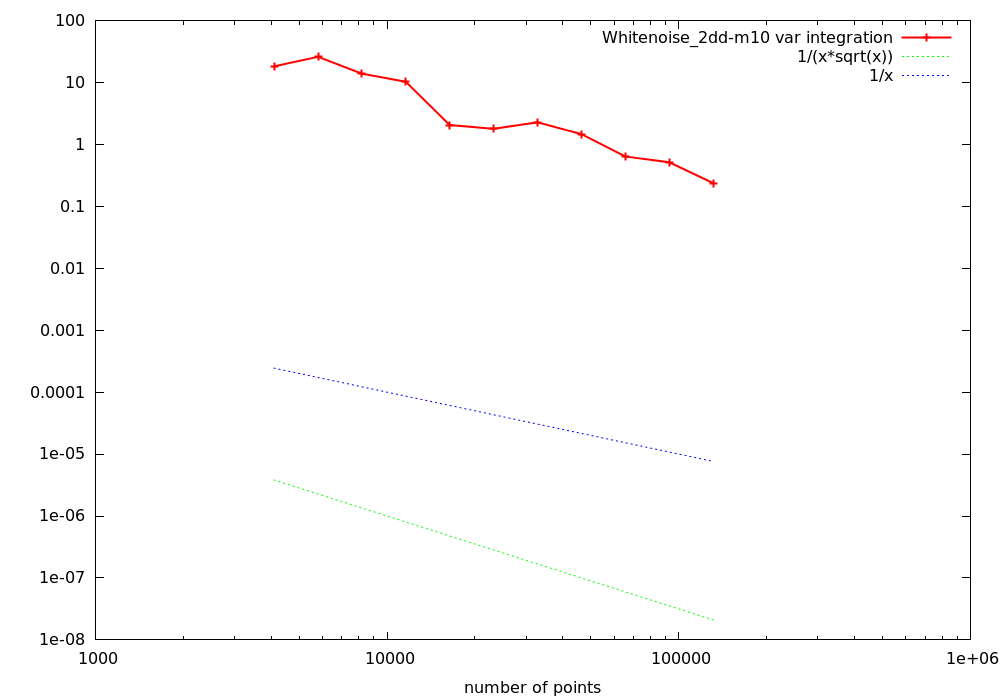 100
Whitenoise_2dd-m10 var integration
1/(x*sqrt(x))
1/x
10
1
0.1
0.01
0.001
0.0001
1e-05
1e-06
1e-07
1e-08
1000 10000 100000 1e+06
number of points